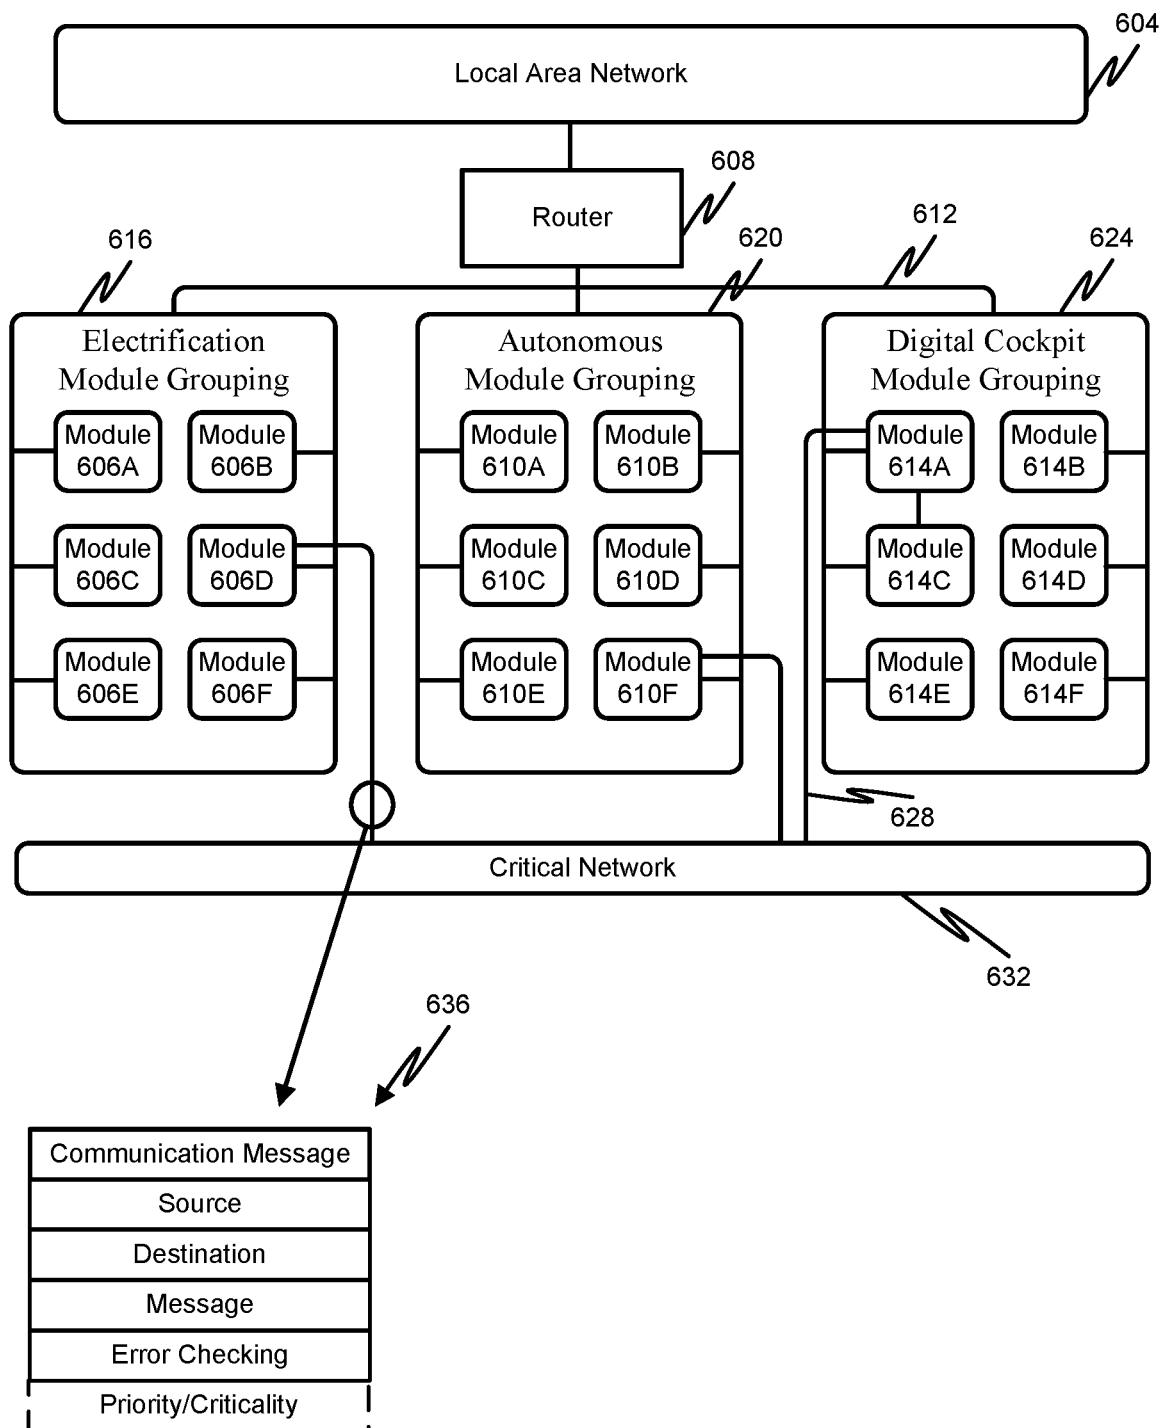 604
Local Area Network
608
Router
612
616
620
624
Electrification
Module Grouping
Autonomous
Module Grouping
Digital Cockpit
Module Grouping
Module
606A
Module
606B
Module
610A
Module
610B
Module
614A
Module
614B
Module
606C
Module
606D
Module
610C
Module
610D
Module
614C
Module
614D
Module
606E
Module
606F
Module
610E
Module
610F
Module
614E
Module
614F
628
Critical Network
632
636
Communication Message
Source
Destination
Message
Error Checking
Priority/Criticality